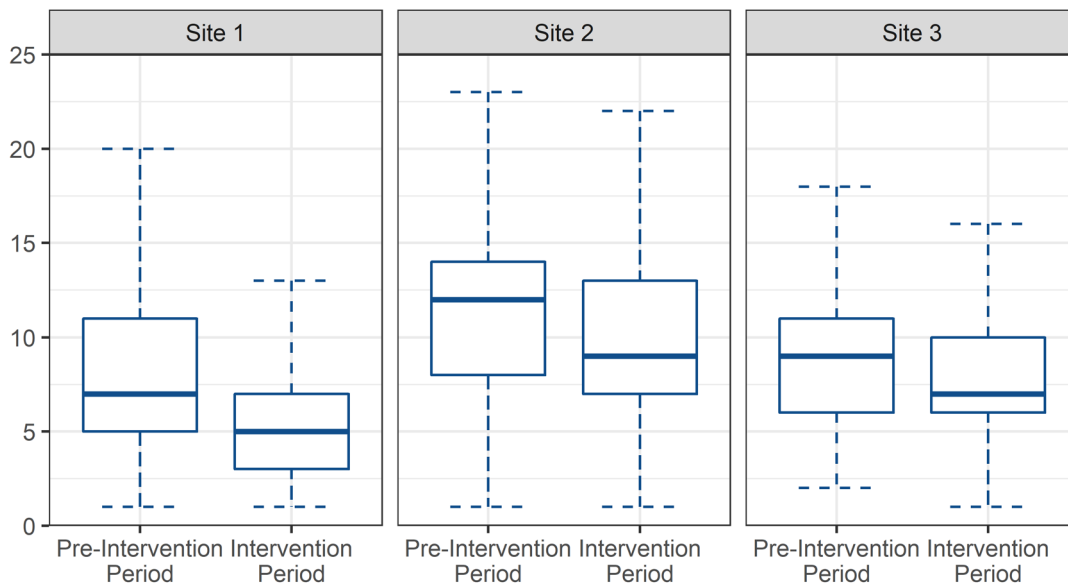 Site 1 Site 2 Site 3
25
20
15
10
5
0
Pre-Intervention Intervention Pre-Intervention Intervention Pre-Intervention Intervention
Period Period Period Period Period Period